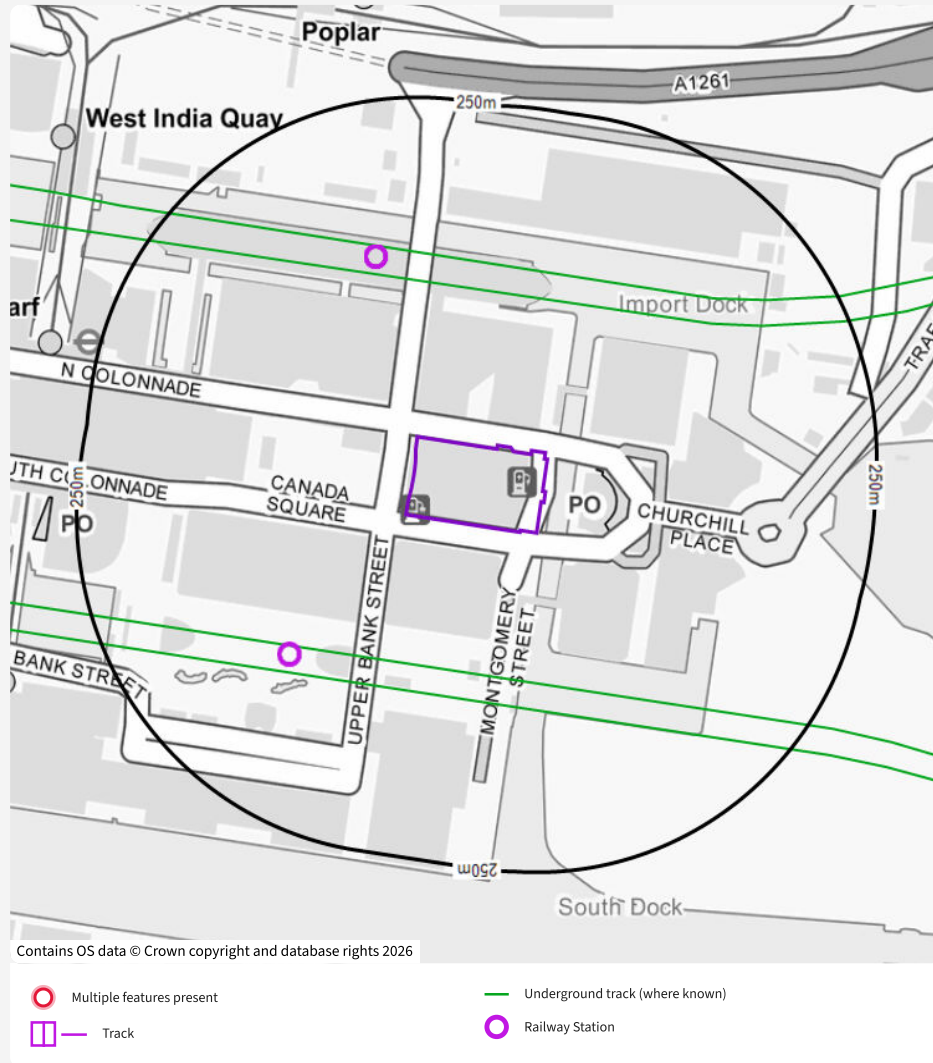 Poplar
A1261
250m
West India Quay
Import Dock
arf
TRAF
N COLONNADE
UTH COLONNADE
CANADA
SQUARE
250m
250m
PO
PO
CHURCHILL
PLACE
UPPER BANK STREET
MONTGOMERY
STREET
BANK STREET
250m
South Dock
Contains OS data © Crown copyright and database rights 2026
Multiple features present
Underground track (where known)
Track
Railway Station